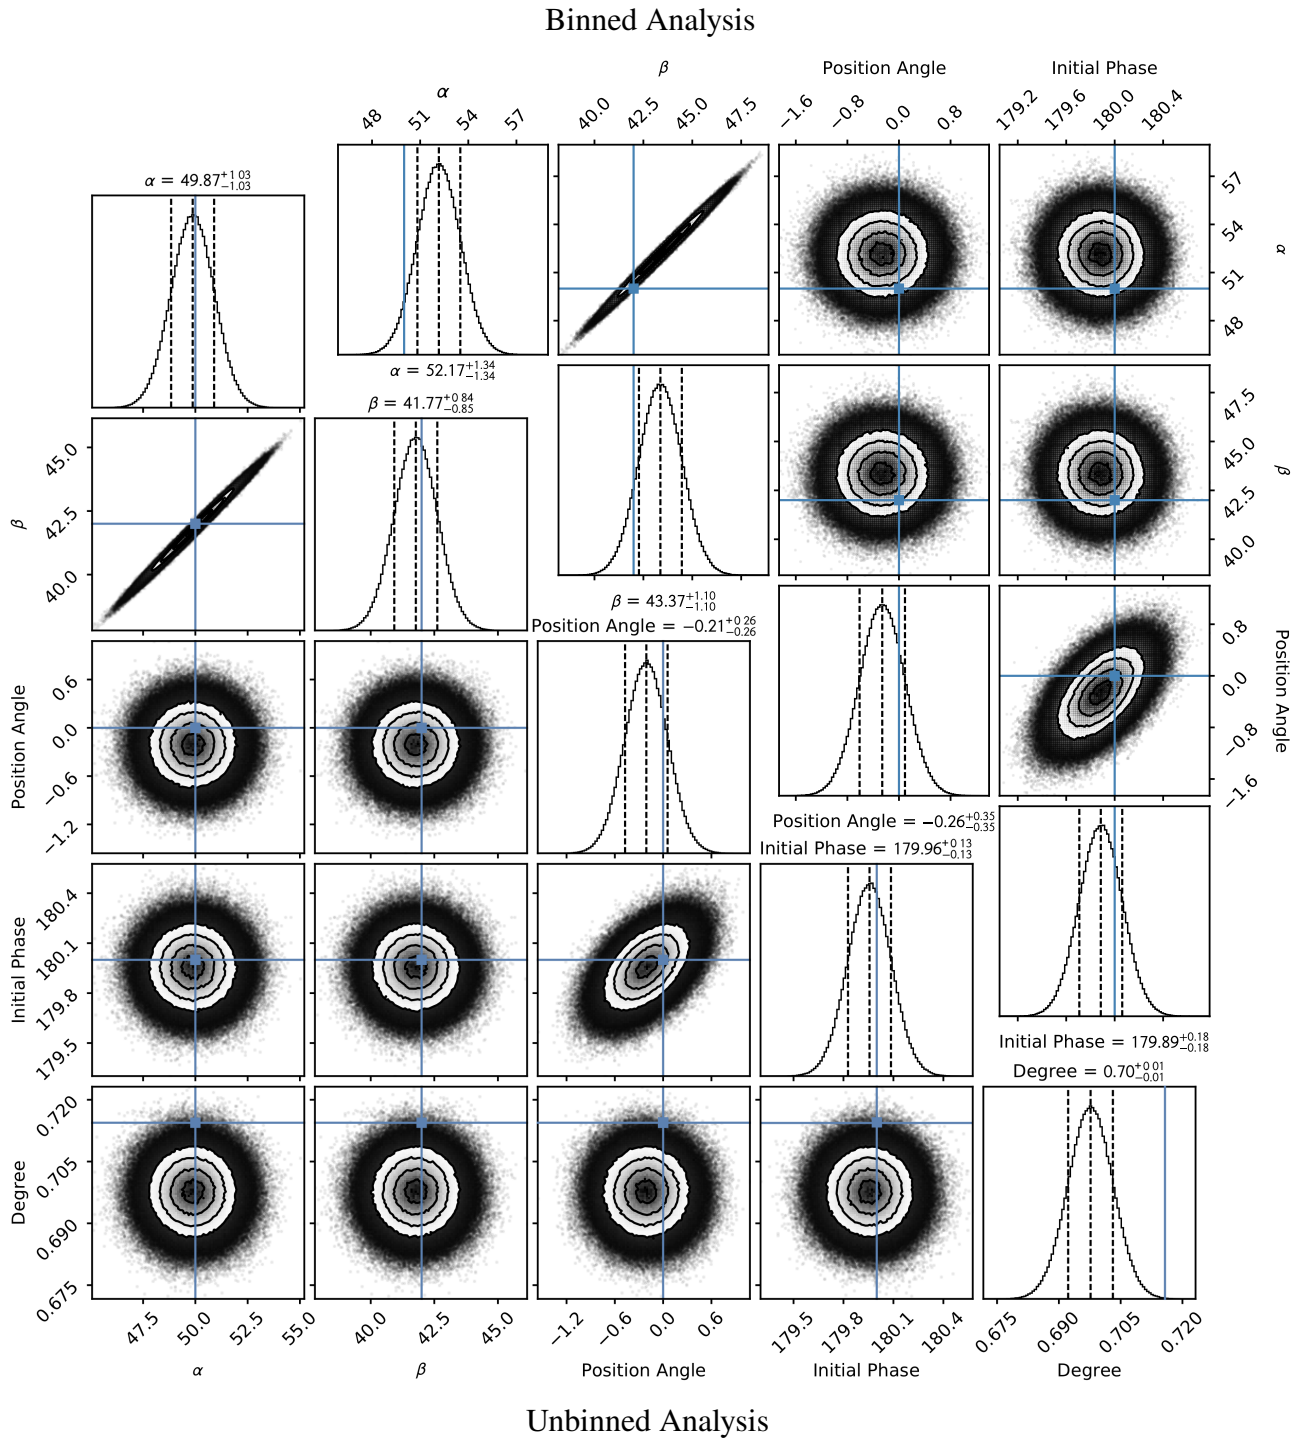 Binned Analysis
β Position Angle Initial Phase
α 40.0 42.5 45.0 47.5 −1.6 −0.8 0.0 0.8 179.2 179.6 180.0 180.4
48 51 54 57
α = 49.87 +1 03 −1.03
57 54 51 48 α
α = 52.17 +1.34 −1.34
β = 41.77 +0 84 −0.85
47.5 45.0 42.5 40.0 β
β 45.0 42.5 40.0
β = 43.37 +1.10 −1.10
Position Angle = −0.21 +0 26 −0.26
0.8 0.0 −0.8 −1.6 Position Angle
Position Angle 0.6 0.0 −0.6 −1.2
Position Angle = −0.26 +0.35 −0.35
Initial Phase = 179.96 +0 13 −0.13
Initial Phase 180.4 180.1 179.8 179.5
Initial Phase = 179.89 +0.18 −0.18
Degree = 0.70 +0 01 −0.01
Degree 0.720 0.705 0.690 0.675
47.5 50.0 52.5 55.0 40.0 42.5 45.0 −1.2 −0.6 0.0 0.6 179.5 179.8 180.1 180.4 0.675 0.690 0.705 0.720
α β Position Angle Initial Phase Degree
Unbinned Analysis